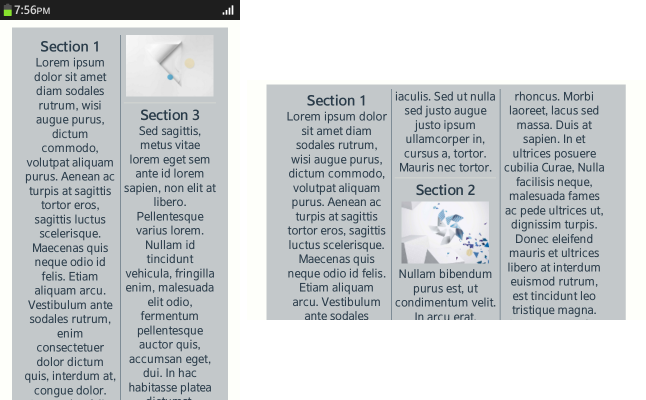 7:56PM
Section 1
Lorem ipsum
dolor sit amet
diam sodales
rutrum, wisi
augue purus,
dictum
commodo,
volutpat aliquam
purus. Aenean ac
turpis at sagittis
tortor eros,
sagittis luctus
scelerisque.
Maecenas quis
neque odio id
felis. Etiam
aliquam arcu.
Vestibulum ante
sodales rutrum,
enim
consectetuer
dolor dictum
quis, interdum at,
congue dolor.
Section 3
Sed sagittis,
metus vitae
lorem eget sem
ante id lorem
sapien, non elit at
libero.
Pellentesque
varius lorem.
Nullam id
tincidunt
vehicula, fringilla
enim, malesuada
elit odio,
fermentum
pellentesque
auctor quis,
accumsan eget,
dui. In hac
habitasse platea
dictumst.
Section 1
Lorem ipsum dolor
sit amet diam
sodales rutrum,
wisi augue purus,
dictum commodo,
volutpat aliquam
purus. Aenean ac
turpis at sagittis
tortor eros, sagittis
luctus scelerisque.
Maecenas quis
neque odio id felis.
Etiam aliquam
arcu. Vestibulum
ante sodales
iaculis. Sed ut nulla
sed justo augue
justo ipsum
ullamcorper in,
cursus a, tortor.
Mauris nec tortor.
Section 2
Nullam bibendum
purus est, ut
condimentum velit.
In arcu erat,
rhoncus. Morbi
laoreet, lacus sed
massa. Duis at
sapien. In et
ultrices posuere
cubilia Curae, Nulla
facilisis neque,
malesuada fames
ac pede ultrices ut,
dignissim turpis.
Donec eleifend
mauris et ultrices
libero at interdum
euismod rutrum,
est tincidunt leo
tristique magna.